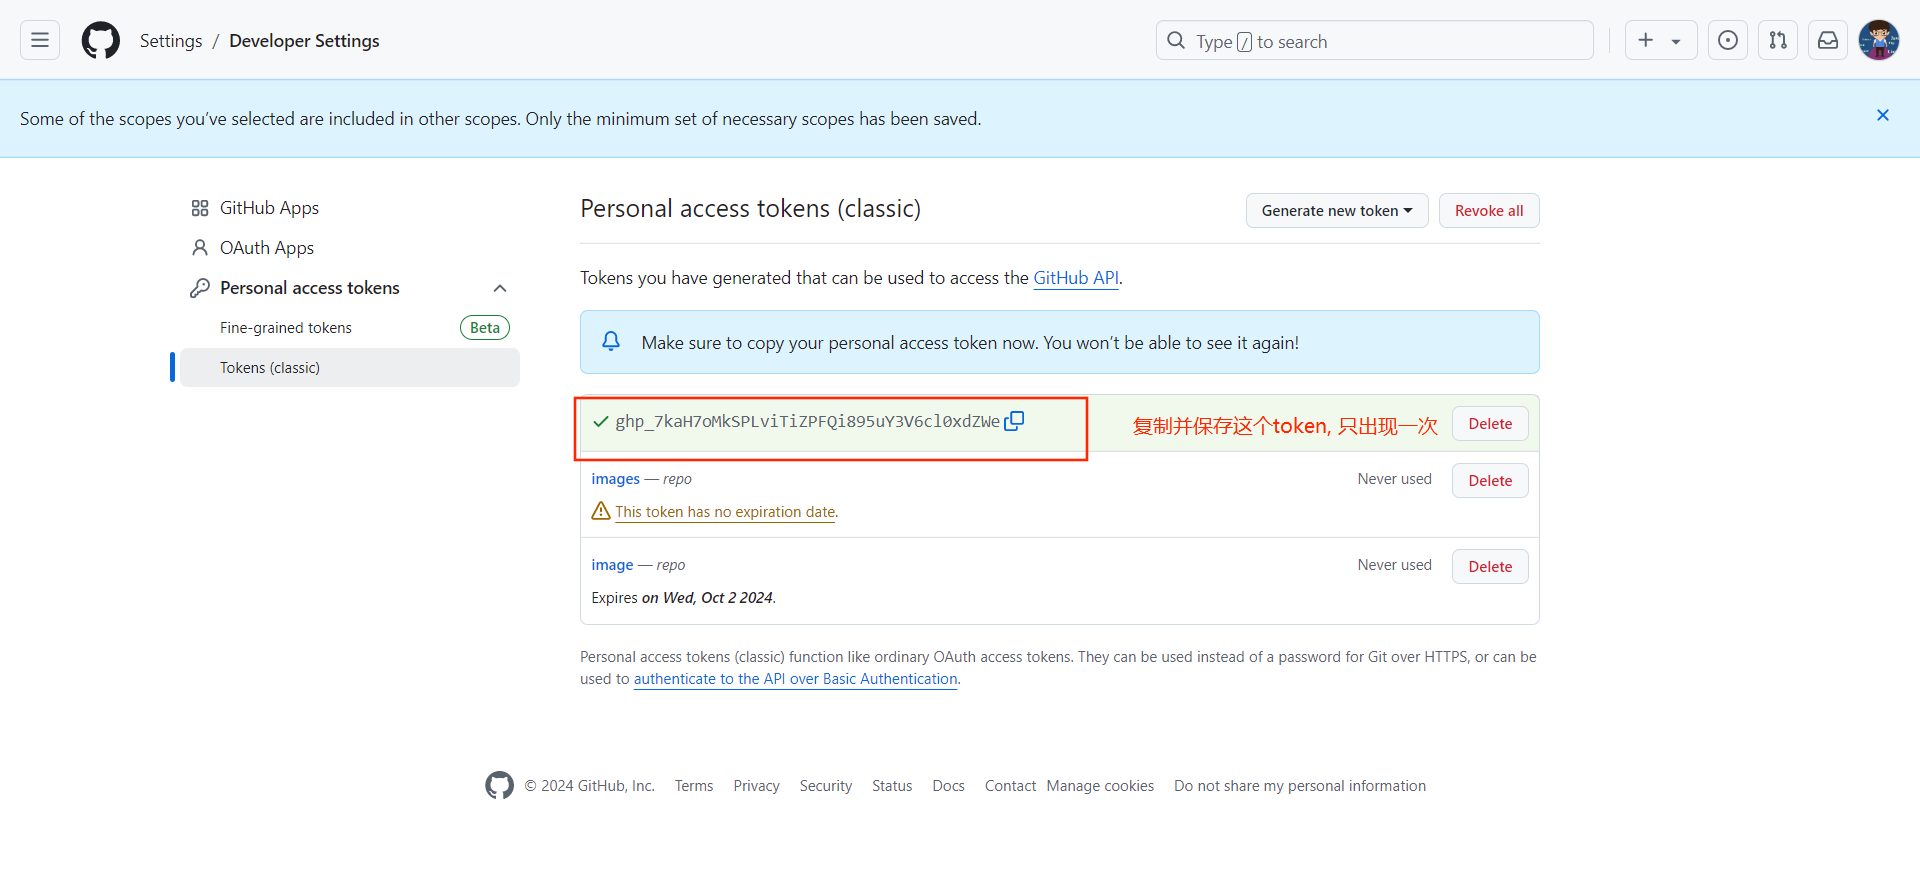 Settings / Developer Settings
Type / to search
Some of the scopes you’ve selected are included in other scopes. Only the minimum set of necessary scopes has been saved.
GitHub Apps
OAuth Apps
Personal access tokens
Fine-grained tokens Beta
Tokens (classic)
Personal access tokens (classic)
Generate new token
Revoke all
Tokens you have generated that can be used to access the GitHub API.
Make sure to copy your personal access token now. You won’t be able to see it again!
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
复制并保存这个token, 只出现一次
Delete
images — repo
Never used
Delete
This token has no expiration date.
image — repo
Never used
Delete
Expires on Wed, Oct 2 2024.
Personal access tokens (classic) function like ordinary OAuth access tokens. They can be used instead of a password for Git over HTTPS, or can be
used to authenticate to the API over Basic Authentication.
© 2024 GitHub, Inc. Terms Privacy Security Status Docs Contact Manage cookies Do not share my personal information